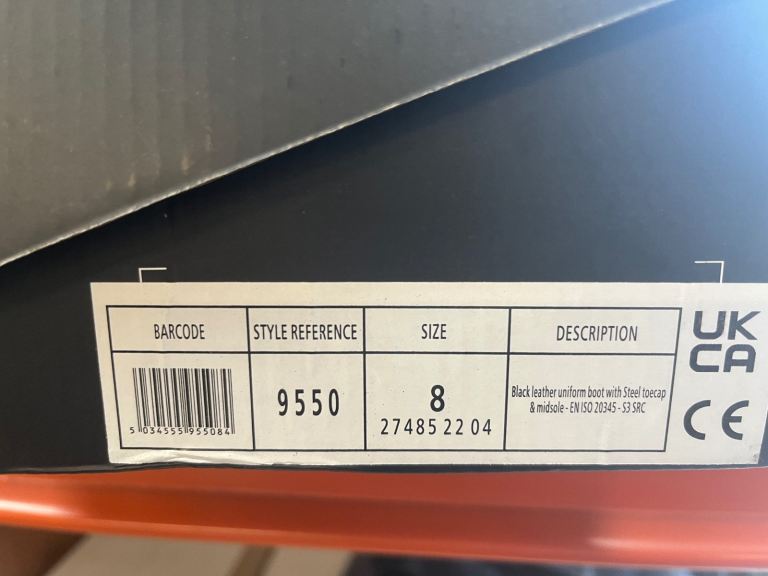 BARCODE STYLE REFERENCE SIZE DESCRIPTION
5 034555 955084
9550
8
27485 22 04
Black leather uniform boot with Steel toecap
& midsole - EN ISO 20345 - S3 SRC
UK
CA
CE